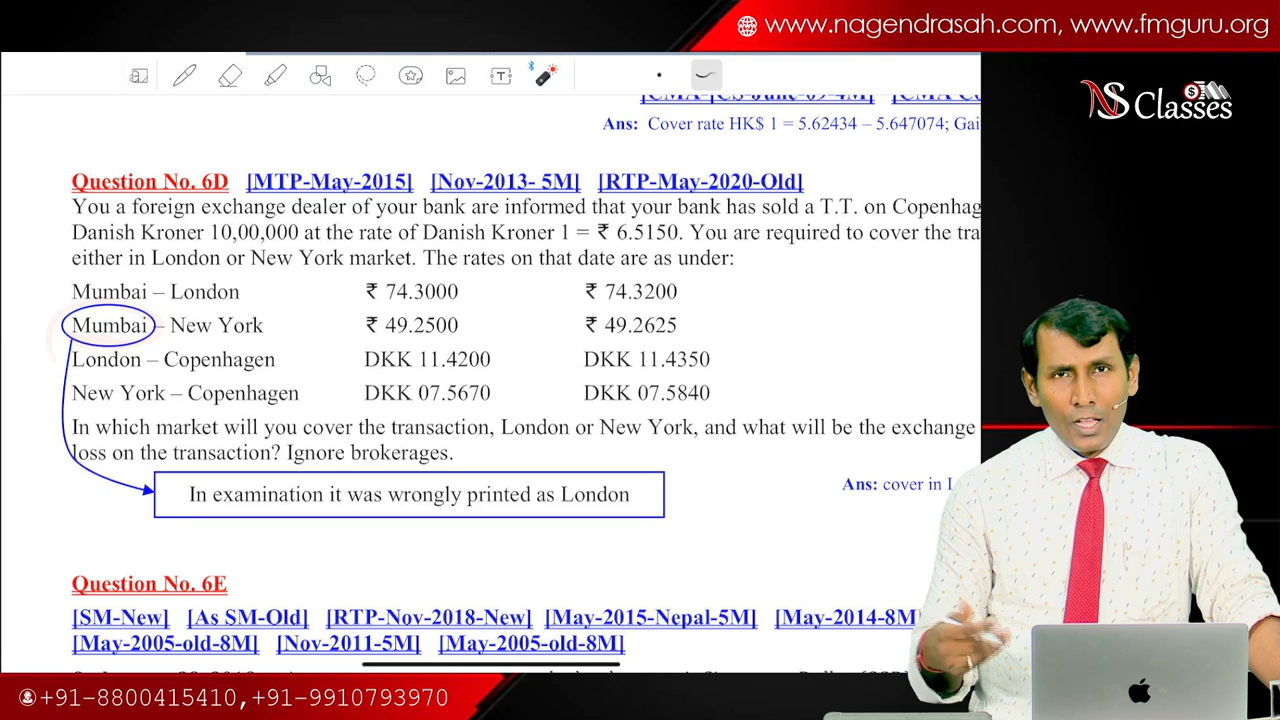 www.nagendrasah.com, www.fmguru.org
NS Classes
Ans: Cover rate HK$ 1 = 5.62434 – 5.647074; Gai
Question No. 6D [MTP-May-2015] [Nov-2013- 5M] [RTP-May-2020-Old]
You a foreign exchange dealer of your bank are informed that your bank has sold a T.T. on Copenhag
Danish Kroner 10,00,000 at the rate of Danish Kroner 1 = ₹ 6.5150. You are required to cover the tra
either in London or New York market. The rates on that date are as under:
Mumbai – London ₹ 74.3000 ₹ 74.3200
Mumbai – New York ₹ 49.2500 ₹ 49.2625
London – Copenhagen DKK 11.4200 DKK 11.4350
New York – Copenhagen DKK 07.5670 DKK 07.5840
In which market will you cover the transaction, London or New York, and what will be the exchange
loss on the transaction? Ignore brokerages.
Ans: cover in L
In examination it was wrongly printed as London
Question No. 6E
[SM-New] [As SM-Old] [RTP-Nov-2018-New] [May-2015-Nepal-5M] [May-2014-8M]
[May-2005-old-8M] [Nov-2011-5M] [May-2005-old-8M]
+91-8800415410,+91-9910793970